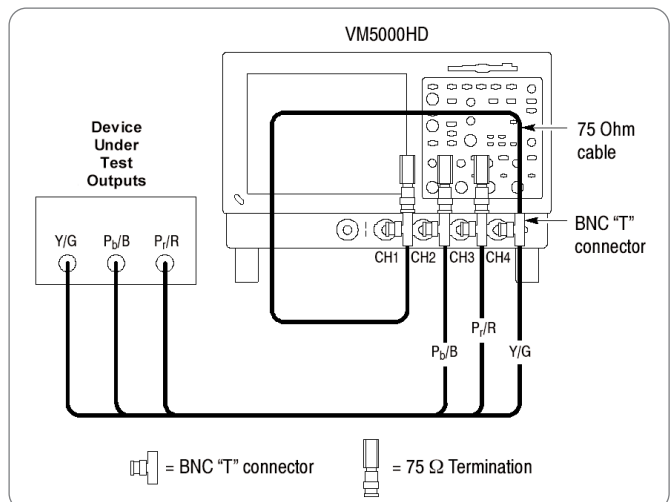 VM5000HD
Device
Under
Test
Outputs
75 Ohm
cable
Y/G
Pb/B
Pr/R
BNC “T”
connector
CH1
CH2
CH3
CH4
Pr/R
Pb/B
Y/G
= BNC “T” connector
= 75 Ω Termination